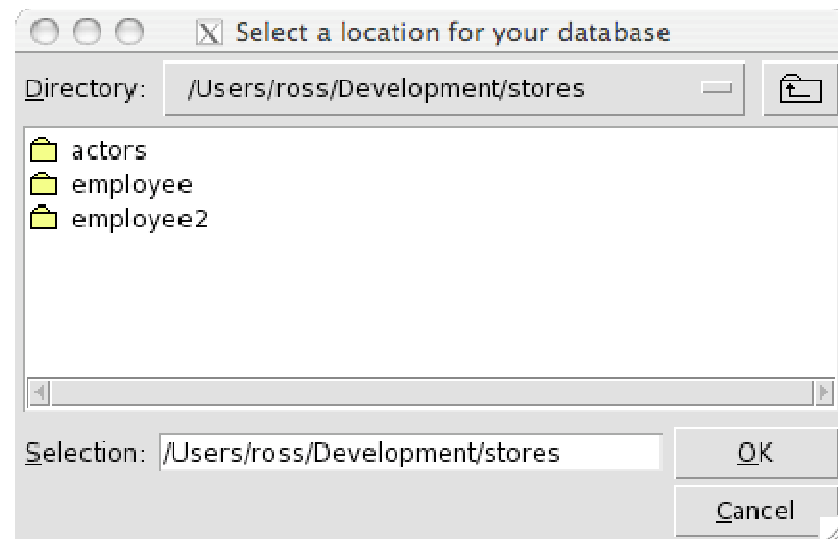 Select a location for your database
Directory: /Users/ross/Development/stores
actors
employee
employee2
Selection: /Users/ross/Development/stores
OK
Cancel